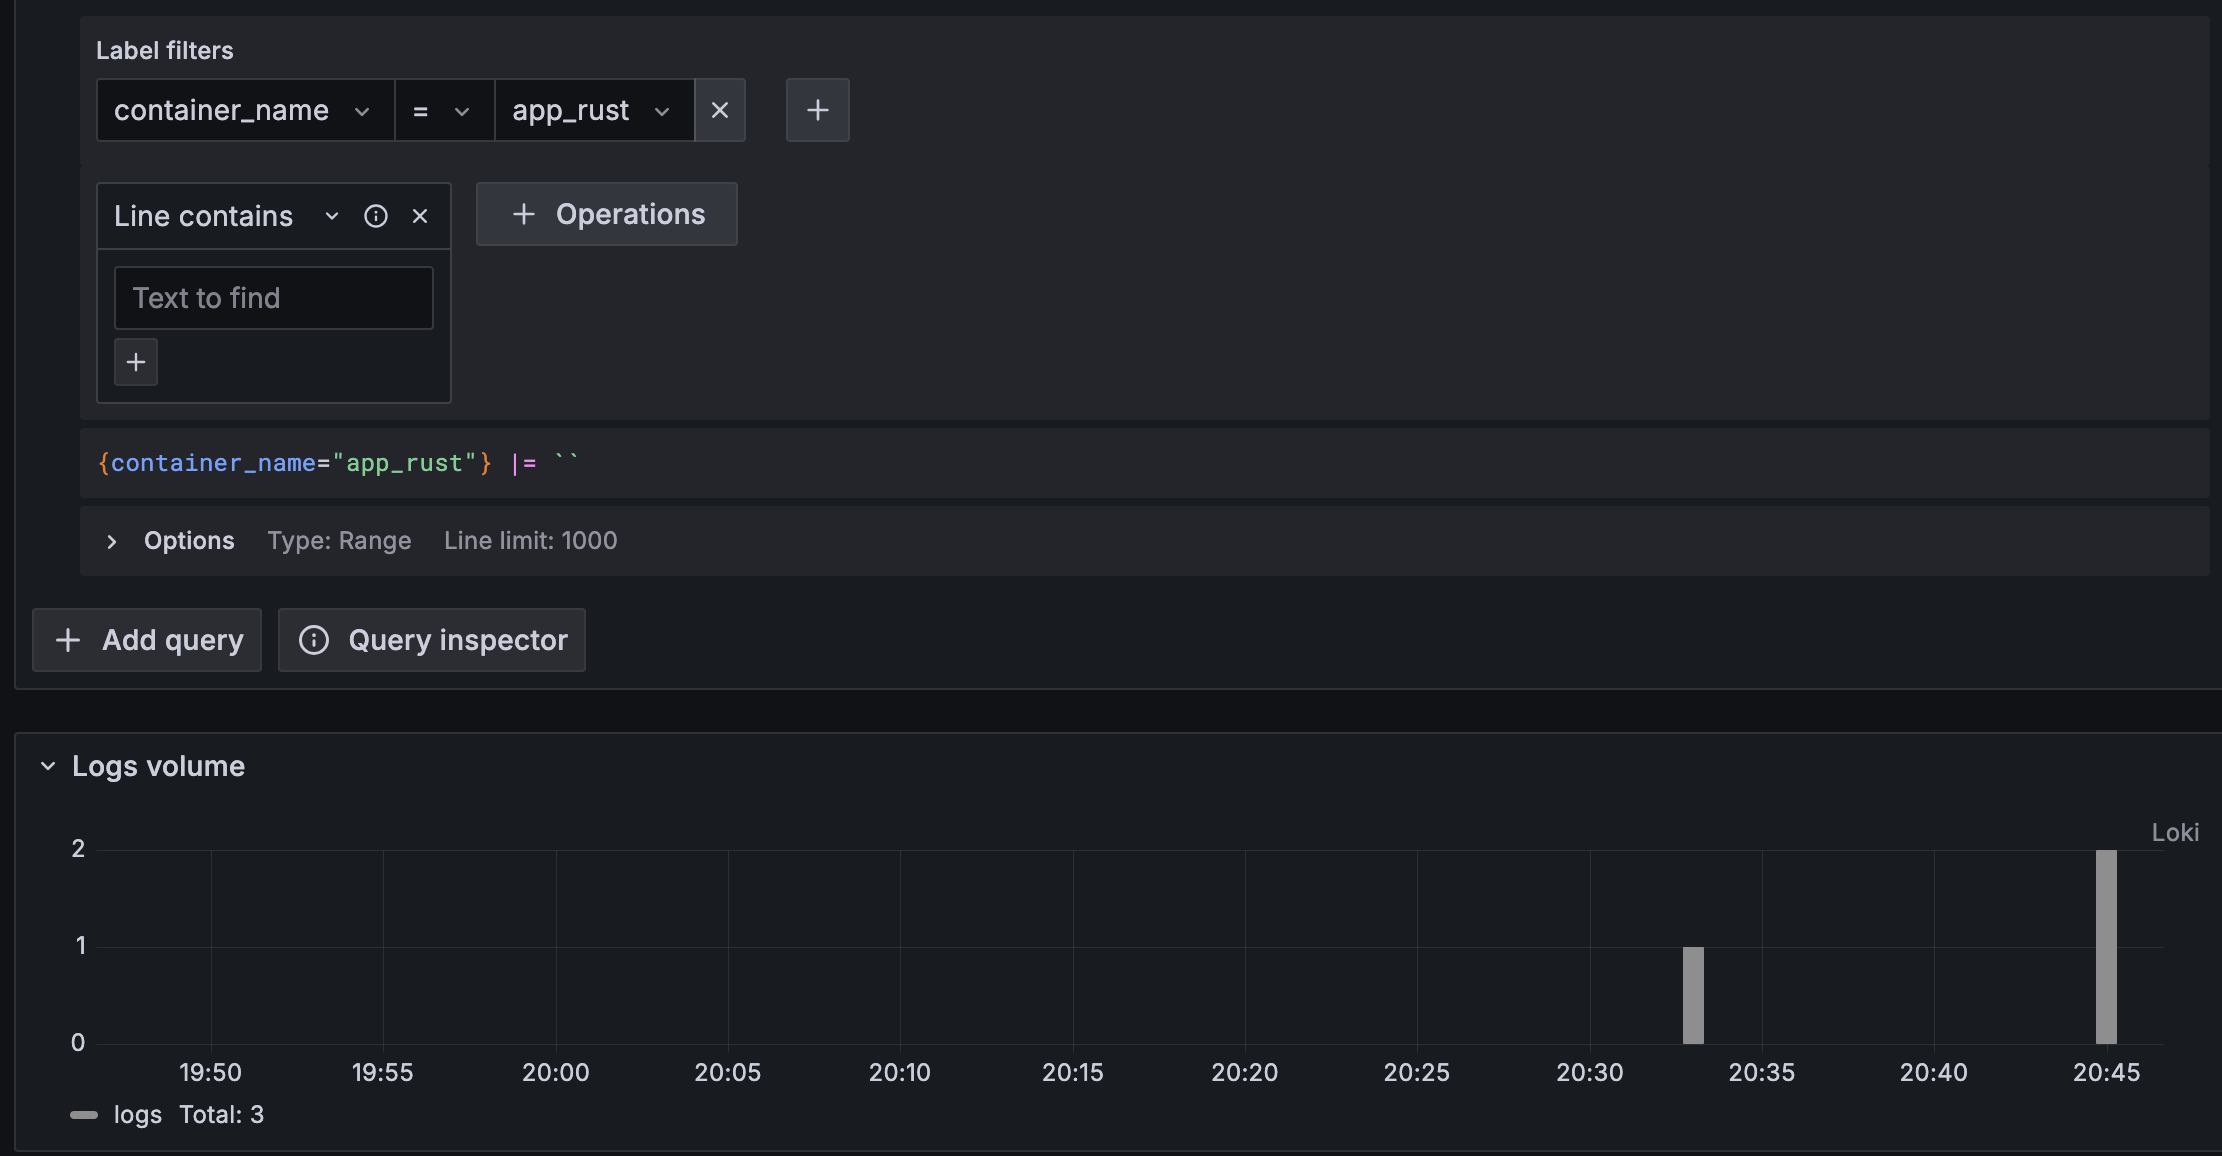 Label filters
container_name = app_rust
Line contains
Operations
Text to find
{container_name="app_rust"} |= ``
Options Type: Range Line limit: 1000
Add query Query inspector
Logs volume
Loki
2
1
0
19:50 19:55 20:00 20:05 20:10 20:15 20:20 20:25 20:30 20:35 20:40 20:45
logs Total: 3